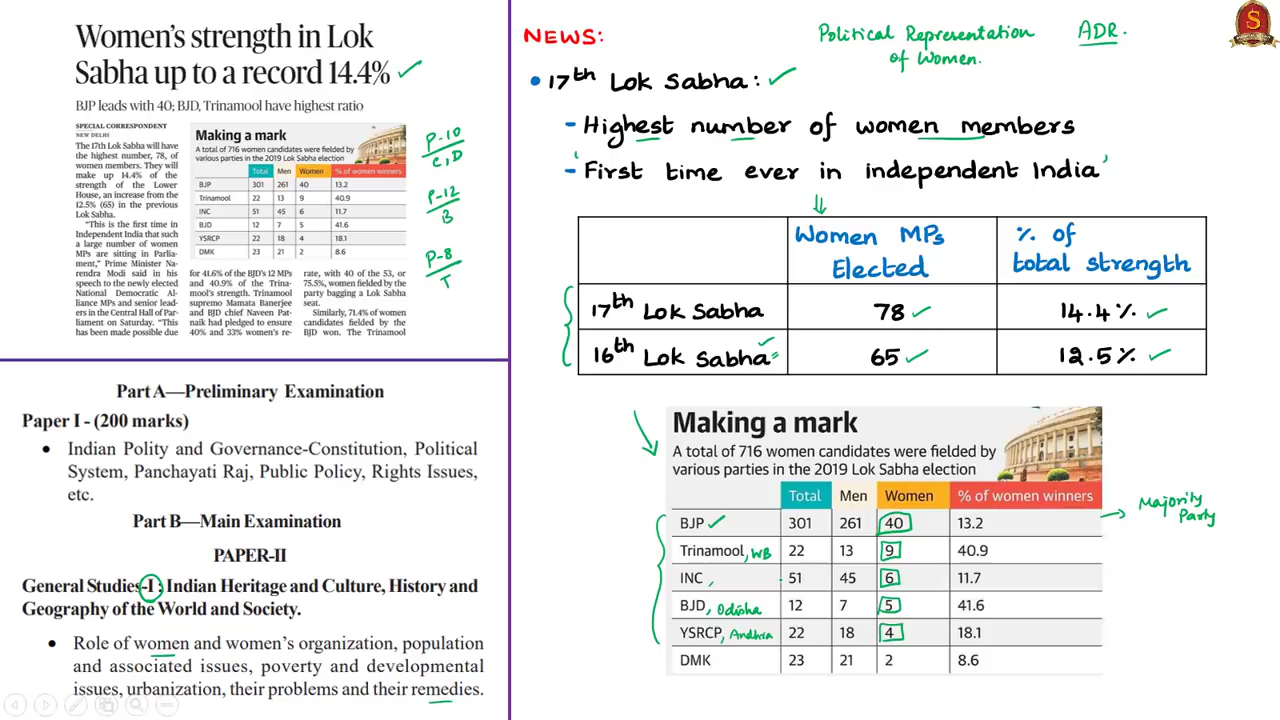 Women's strength in Lok
Sabha up to a record 14.4%
BJP leads with 40; BJD, Trinamool have highest ratio
SPECIAL CORRESPONDENT
NEW DELHI
The 17th Lok Sabha will have
the highest number, 78, of
women members. They will
make up 14.4% of the
strength of the Lower
House, an increase from the
12.5% (65) in the previous
Lok Sabha.
"This is the first time in
Independent India that such
a large number of women
MPs are sitting in Parlia-
ment," Prime Minister Na-
rendra Modi said in his
speech to the newly elected
National Democratic Al-
liance MPs and senior lead-
ers in the Central Hall of Par-
liament on Saturday. "This
has been made possible due
Making a mark
A total of 716 women candidates were fielded by
various parties in the 2019 Lok Sabha election
Total Men Women % of women winners
BJP 301 261 40 13.2
Trinamool 22 13 9 40.9
INC 51 45 6 11.7
BJD 12 7 5 41.6
YSRCP 22 18 4 18.1
DMK 23 21 2 8.6
for 41.6% of the BJD's 12 MPs
and 40.9% of the Trina-
mool's strength. Trinamool
supremo Mamata Banerjee
and BJD chief Naveen Pat-
naik had pledged to ensure
40% and 33% women's re-
rate, with 40 of the 53, or
75.5%, women fielded by the
party bagging a Lok Sabha
seat.
Similarly, 71.4% of women
candidates fielded by the
BJD won. The Trinamool
P-10
C, D
P-12
B
P-8
T
Part A—Preliminary Examination
Paper I - (200 marks)
• Indian Polity and Governance-Constitution, Political
System, Panchayati Raj, Public Policy, Rights Issues,
etc.
Part B—Main Examination
PAPER-II
General Studies-I : Indian Heritage and Culture, History and
Geography of the World and Society.
• Role of women and women's organization, population
and associated issues, poverty and developmental
issues, urbanization, their problems and their remedies.
NEWS:
Political Representation
of Women.
ADR.
• 17th Lok Sabha:
- Highest number of women members
- 'First time ever in independent India'
Women MPs
Elected
% of
total strength
17th Lok Sabha 78 14.4%
16th Lok Sabha 65 12.5%
Making a mark
A total of 716 women candidates were fielded by
various parties in the 2019 Lok Sabha election
Total Men Women % of women winners
BJP 301 261 40 13.2
Majority
Party
Trinamool, WB 22 13 9 40.9
INC, 51 45 6 11.7
BJD, Odisha 12 7 5 41.6
YSRCP, Andhra 22 18 4 18.1
DMK 23 21 2 8.6
S